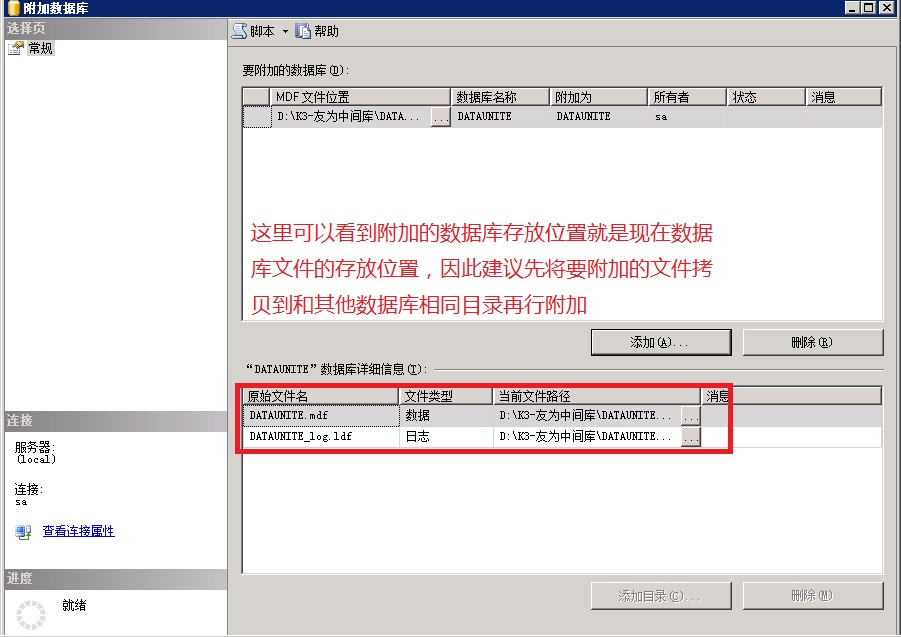 附加数据库
选择页
常规
脚本 帮助
要附加的数据库(D):
MDF 文件位置 数据库名称 附加为 所有者 状态 消息
D:\K3-友为中间库\DATA... ... DATAUNITE DATAUNITE sa
这里可以看到附加的数据库存放位置就是现在数据
库文件的存放位置，因此建议先将要附加的文件拷
贝到和其他数据库相同目录再行附加
添加(A)... 删除(R)
“DATAUNITE”数据库详细信息(T):
原始文件名 文件类型 当前文件路径 消息
DATAUNITE.mdf 数据 D:\K3-友为中间库\DATAUNITE... ...
DATAUNITE_log.ldf 日志 D:\K3-友为中间库\DATAUNITE... ...
添加目录(C)... 删除(M)
连接
服务器:
(local)
连接:
sa
查看连接属性
进度
就绪